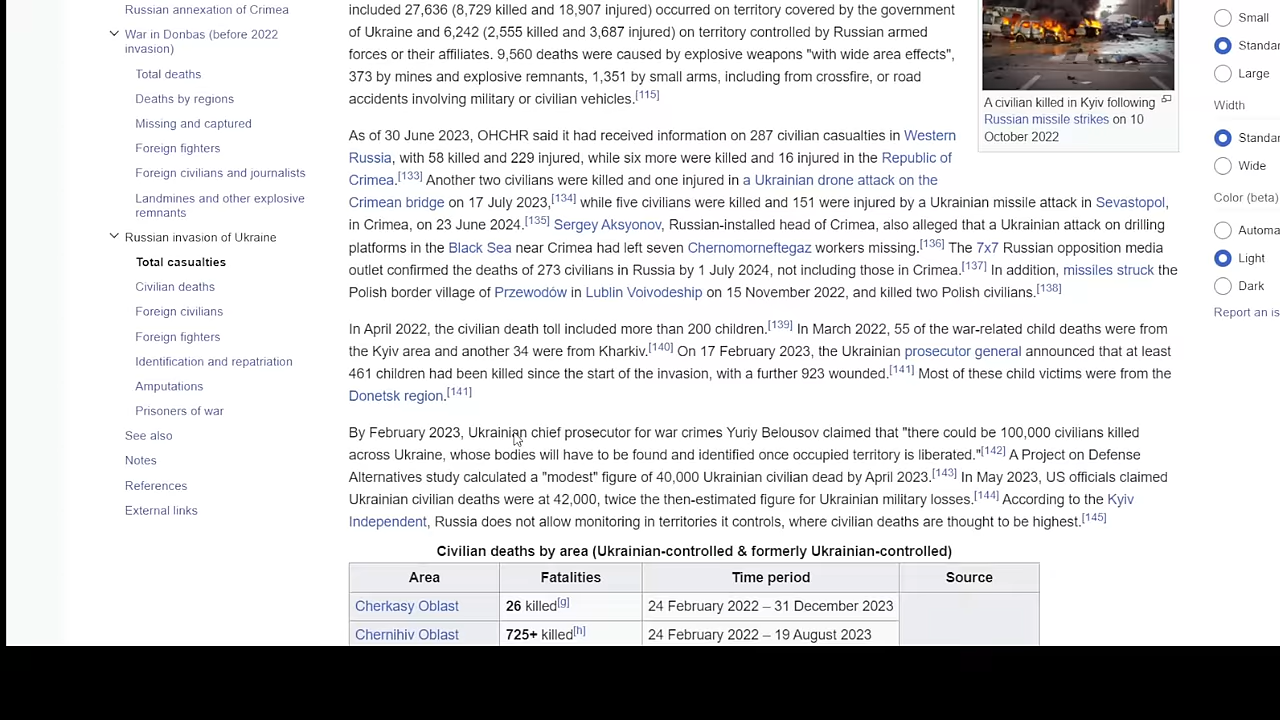 Russian annexation of Crimea
War in Donbas (before 2022
invasion)
Total deaths
Deaths by regions
Missing and captured
Foreign fighters
Foreign civilians and journalists
Landmines and other explosive
remnants
Russian invasion of Ukraine
Total casualties
Civilian deaths
Foreign civilians
Foreign fighters
Identification and repatriation
Amputations
Prisoners of war
See also
Notes
References
External links
included 27,636 (8,729 killed and 18,907 injured) occurred on territory covered by the government
of Ukraine and 6,242 (2,555 killed and 3,687 injured) on territory controlled by Russian armed
forces or their affiliates. 9,560 deaths were caused by explosive weapons "with wide area effects",
373 by mines and explosive remnants, 1,351 by small arms, including from crossfire, or road
accidents involving military or civilian vehicles.[115]
As of 30 June 2023, OHCHR said it had received information on 287 civilian casualties in Western
Russia, with 58 killed and 229 injured, while six more were killed and 16 injured in the Republic of
Crimea.[133] Another two civilians were killed and one injured in a Ukrainian drone attack on the
Crimean bridge on 17 July 2023,[134] while five civilians were killed and 151 were injured by a Ukrainian missile attack in Sevastopol,
in Crimea, on 23 June 2024.[135] Sergey Aksyonov, Russian-installed head of Crimea, also alleged that a Ukrainian attack on drilling
platforms in the Black Sea near Crimea had left seven Chernomorneftegaz workers missing.[136] The 7x7 Russian opposition media
outlet confirmed the deaths of 273 civilians in Russia by 1 July 2024, not including those in Crimea.[137] In addition, missiles struck the
Polish border village of Przewodów in Lublin Voivodeship on 15 November 2022, and killed two Polish civilians.[138]
In April 2022, the civilian death toll included more than 200 children.[139] In March 2022, 55 of the war-related child deaths were from
the Kyiv area and another 34 were from Kharkiv.[140] On 17 February 2023, the Ukrainian prosecutor general announced that at least
461 children had been killed since the start of the invasion, with a further 923 wounded.[141] Most of these child victims were from the
Donetsk region.[141]
By February 2023, Ukrainian chief prosecutor for war crimes Yuriy Belousov claimed that "there could be 100,000 civilians killed
across Ukraine, whose bodies will have to be found and identified once occupied territory is liberated."[142] A Project on Defense
Alternatives study calculated a "modest" figure of 40,000 Ukrainian civilian dead by April 2023.[143] In May 2023, US officials claimed
Ukrainian civilian deaths were at 42,000, twice the then-estimated figure for Ukrainian military losses.[144] According to the Kyiv
Independent, Russia does not allow monitoring in territories it controls, where civilian deaths are thought to be highest.[145]
Civilian deaths by area (Ukrainian-controlled & formerly Ukrainian-controlled)
Area Fatalities Time period Source
Cherkasy Oblast 26 killed[g] 24 February 2022 – 31 December 2023
Chernihiv Oblast 725+ killed[h] 24 February 2022 – 19 August 2023
A civilian killed in Kyiv following
Russian missile strikes on 10
October 2022
Small
Standar
Large
Width
Standar
Wide
Color (beta)
Automa
Light
Dark
Report an is